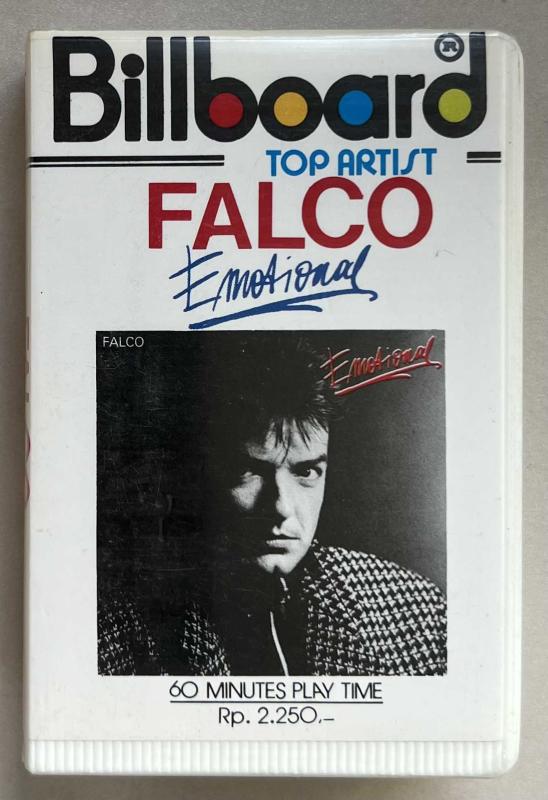 Billboard®
TOP ARTIST
FALCO
Emotional
FALCO
Emotional
60 MINUTES PLAY TIME
Rp. 2.250,-